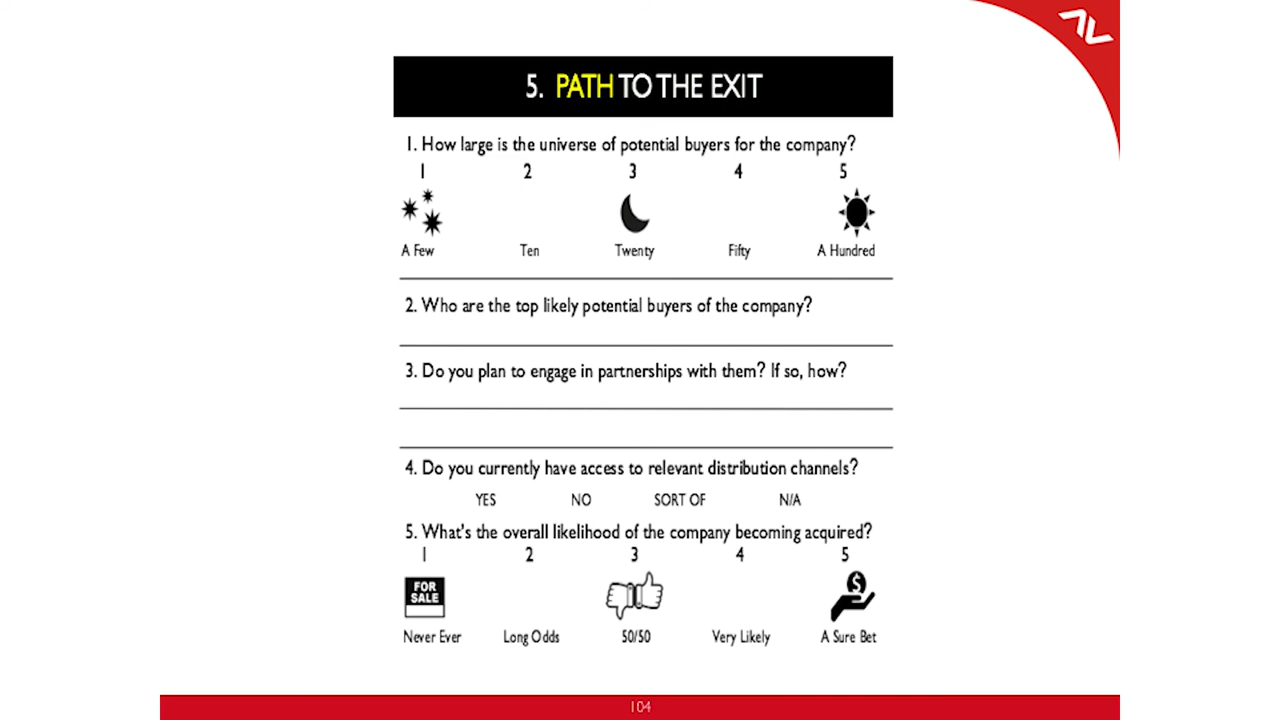 5. PATH TO THE EXIT
1. How large is the universe of potential buyers for the company?
1 2 3 4 5
A Few Ten Twenty Fifty A Hundred
2. Who are the top likely potential buyers of the company?
3. Do you plan to engage in partnerships with them? If so, how?
4. Do you currently have access to relevant distribution channels?
YES NO SORT OF N/A
5. What's the overall likelihood of the company becoming acquired?
1 2 3 4 5
FOR
SALE
Never Ever Long Odds 50/50 Very Likely A Sure Bet
104